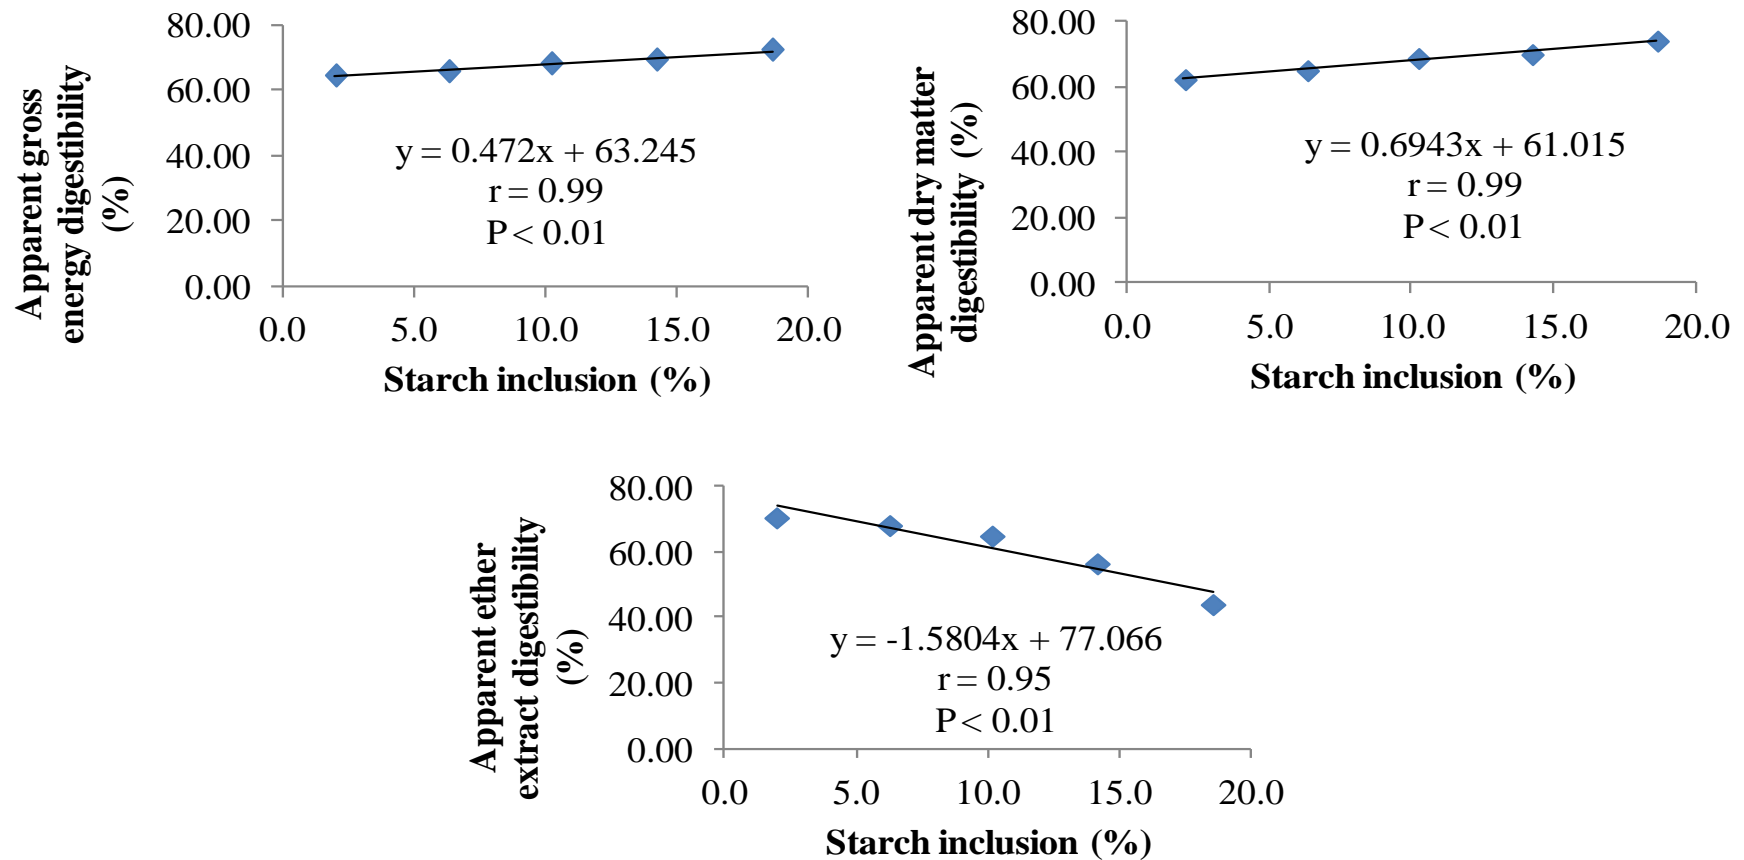 Apparent gross
energy digestibility
(%)
80.00
60.00
40.00
20.00
0.00
y = 0.472x + 63.245
r = 0.99
P < 0.01
0.0 5.0 10.0 15.0 20.0
Starch inclusion (%)
Apparent dry matter
digestibility (%)
80.00
60.00
40.00
20.00
0.00
y = 0.6943x + 61.015
r = 0.99
P < 0.01
0.0 5.0 10.0 15.0 20.0
Starch inclusion (%)
Apparent ether
extract digestibility
(%)
80.00
60.00
40.00
20.00
0.00
y = -1.5804x + 77.066
r = 0.95
P < 0.01
0.0 5.0 10.0 15.0 20.0
Starch inclusion (%)